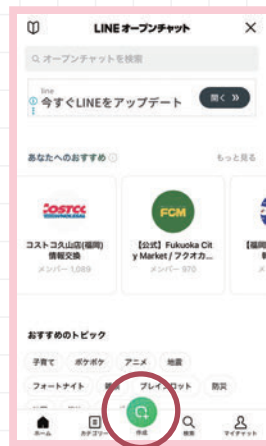 LINE オープンチャット
オープンチャットを検索
line
今すぐLINEをアップデート
開く
あなたへのおすすめ
もっと見る
COSTCO
WHOLESALE
FCM
コストコ久山店(福岡)
情報交換
メンバー 1,089
【公式】Fukuoka Cit
y Market / フクオカ...
メンバー 970
【福岡
おすすめのトピック
子育て
ポケポケ
アニメ
地震
フォートナイト
雑談
プレイスロット
防災
ホーム
カテゴリー
作成
検索
マイチャット